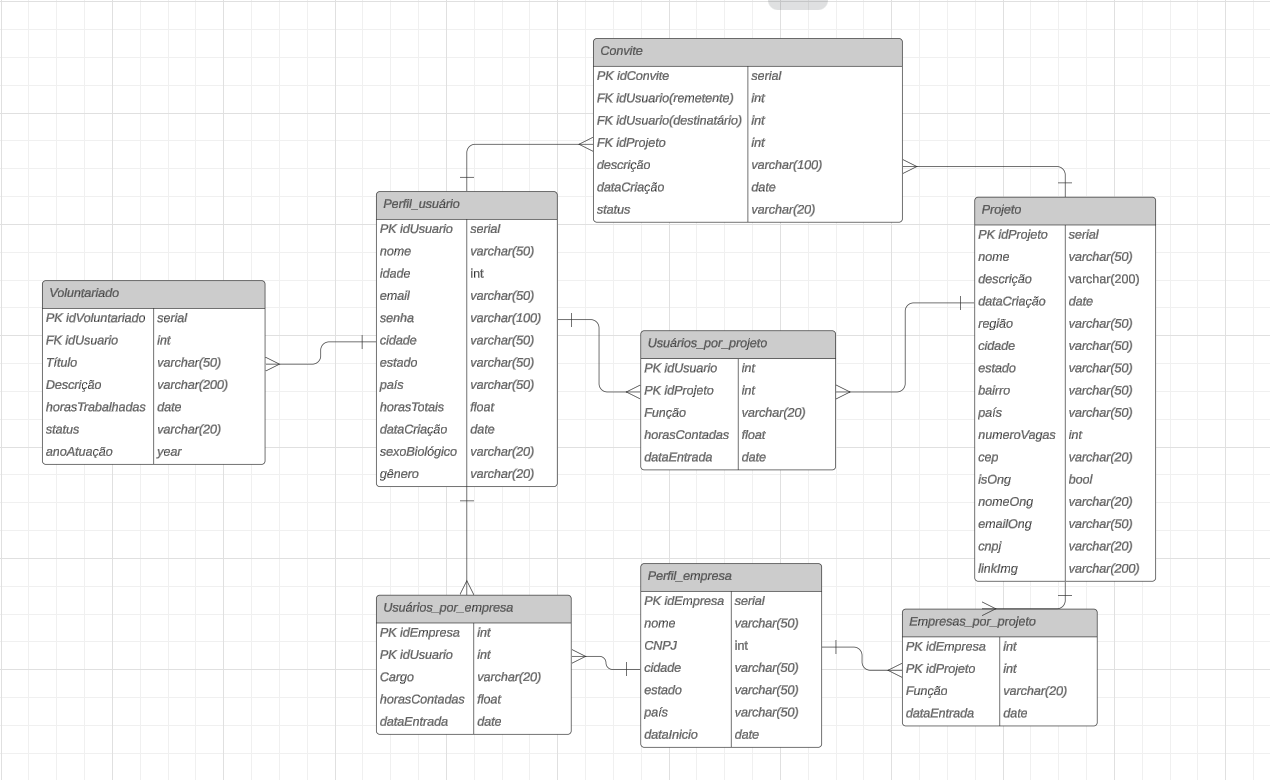 Convite
PK idConvite serial
FK idUsuario(remetente) int
FK idUsuario(destinatário) int
FK idProjeto int
descrição varchar(100)
dataCriação date
status varchar(20)
Perfil_usuário
PK idUsuario serial
nome varchar(50)
idade int
email varchar(50)
senha varchar(100)
cidade varchar(50)
estado varchar(50)
país varchar(50)
horasTotais float
dataCriação date
sexoBiológico varchar(20)
gênero varchar(20)
Projeto
PK idProjeto serial
nome varchar(50)
descrição varchar(200)
dataCriação date
região varchar(50)
cidade varchar(50)
estado varchar(50)
bairro varchar(50)
país varchar(50)
numeroVagas int
cep varchar(20)
isOng bool
nomeOng varchar(20)
emailOng varchar(50)
cnpj varchar(20)
linkImg varchar(200)
Voluntariado
PK idVoluntariado serial
FK idUsuario int
Título varchar(50)
Descrição varchar(200)
horasTrabalhadas date
status varchar(20)
anoAtuação year
Usuários_por_projeto
PK idUsuario int
PK idProjeto int
Função varchar(20)
horasContadas float
dataEntrada date
Usuários_por_empresa
PK idEmpresa int
PK idUsuario int
Cargo varchar(20)
horasContadas float
dataEntrada date
Perfil_empresa
PK idEmpresa serial
nome varchar(50)
CNPJ int
cidade varchar(50)
estado varchar(50)
país varchar(50)
dataInicio date
Empresas_por_projeto
PK idEmpresa int
PK idProjeto int
Função varchar(20)
dataEntrada date